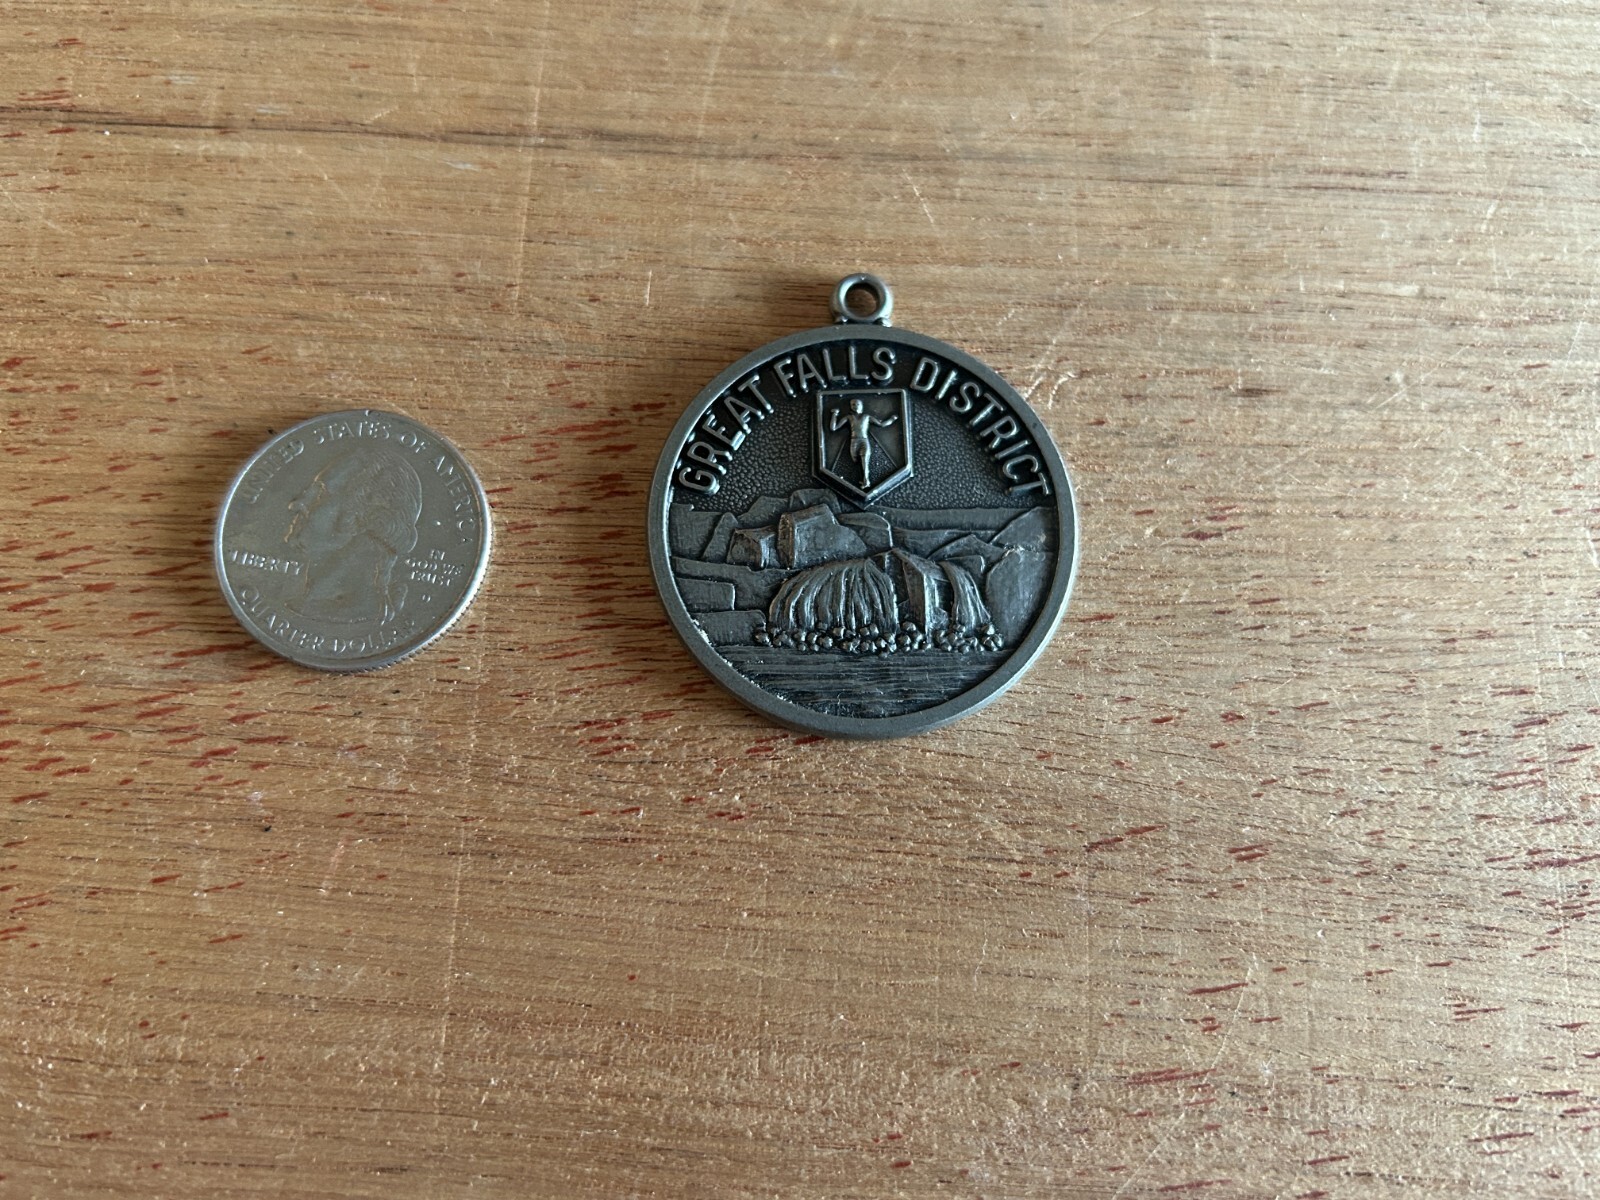 UNITED STATES OF AMERICA
LIBERTY
IN
GOD WE
TRUST
QUARTER DOLLAR
GREAT FALLS DISTRICT